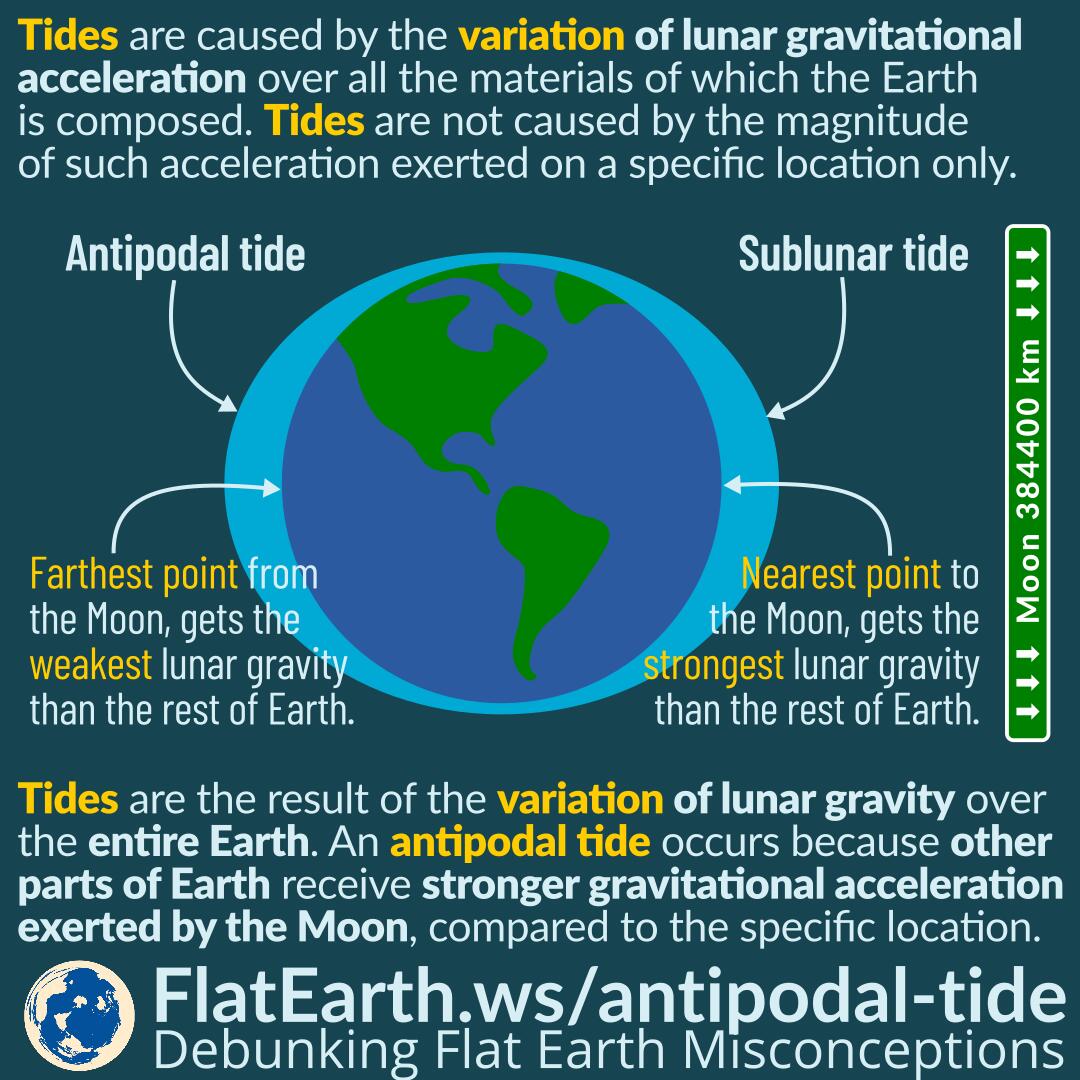 Tides are caused by the variation of lunar gravitational
acceleration over all the materials of which the Earth
is composed. Tides are not caused by the magnitude
of such acceleration exerted on a specific location only.
Antipodal tide
Sublunar tide
Moon 384400 km
Farthest point from
the Moon, gets the
weakest lunar gravity
than the rest of Earth.
Nearest point to
the Moon, gets the
strongest lunar gravity
than the rest of Earth.
Tides are the result of the variation of lunar gravity over
the entire Earth. An antipodal tide occurs because other
parts of Earth receive stronger gravitational acceleration
exerted by the Moon, compared to the specific location.
FlatEarth.ws/antipodal-tide
Debunking Flat Earth Misconceptions